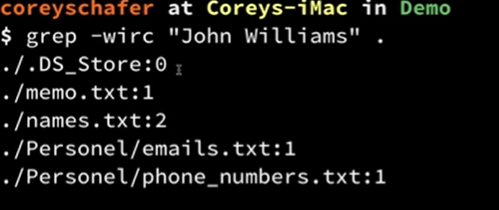 coreyschafer at Coreys-iMac in Demo
$ grep -wirc "John Williams" .
./.DS_Store:0
./memo.txt:1
./names.txt:2
./Personel/emails.txt:1
./Personel/phone_numbers.txt:1